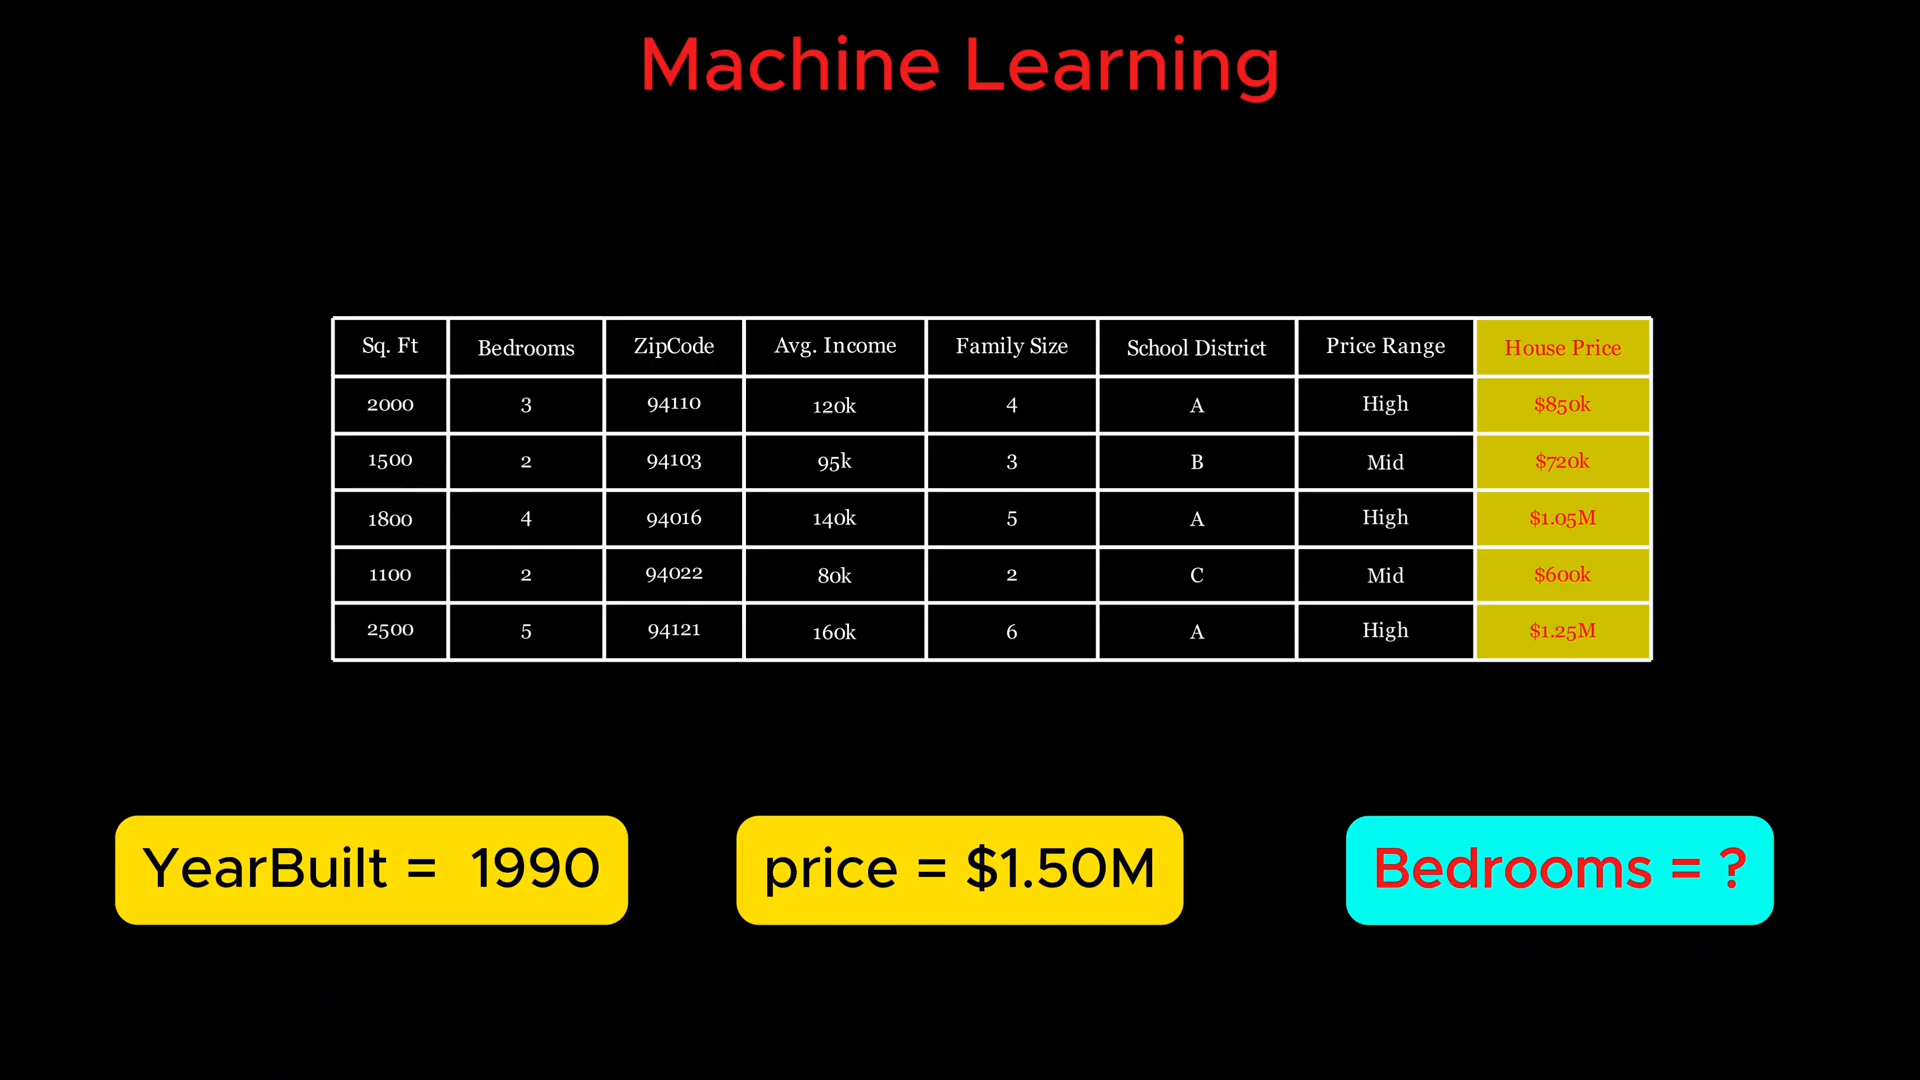 Machine Learning
Sq. Ft Bedrooms ZipCode Avg. Income Family Size School District Price Range House Price
2000 3 94110 120k 4 A High $850k
1500 2 94103 95k 3 B Mid $720k
1800 4 94016 140k 5 A High $1.05M
1100 2 94022 80k 2 C Mid $600k
2500 5 94121 160k 6 A High $1.25M
YearBuilt = 1990 price = $1.50M Bedrooms = ?